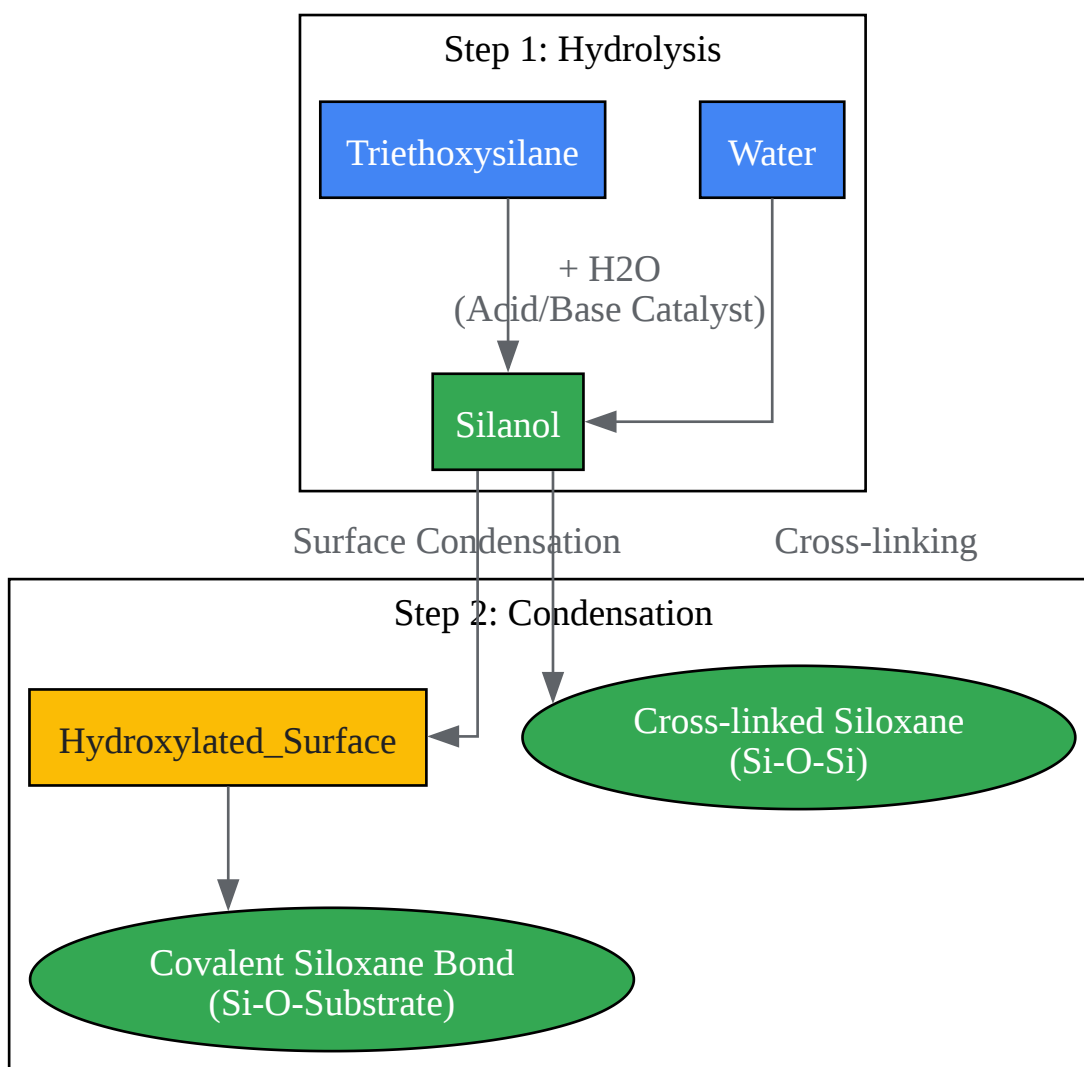 Step 1: Hydrolysis
Triethoxysilane
Water
+ H2O
(Acid/Base Catalyst)
Silanol
Surface Condensation
Cross-linking
Step 2: Condensation
Hydroxylated_Surface
Cross-linked Siloxane
(Si-O-Si)
Covalent Siloxane Bond
(Si-O-Substrate)